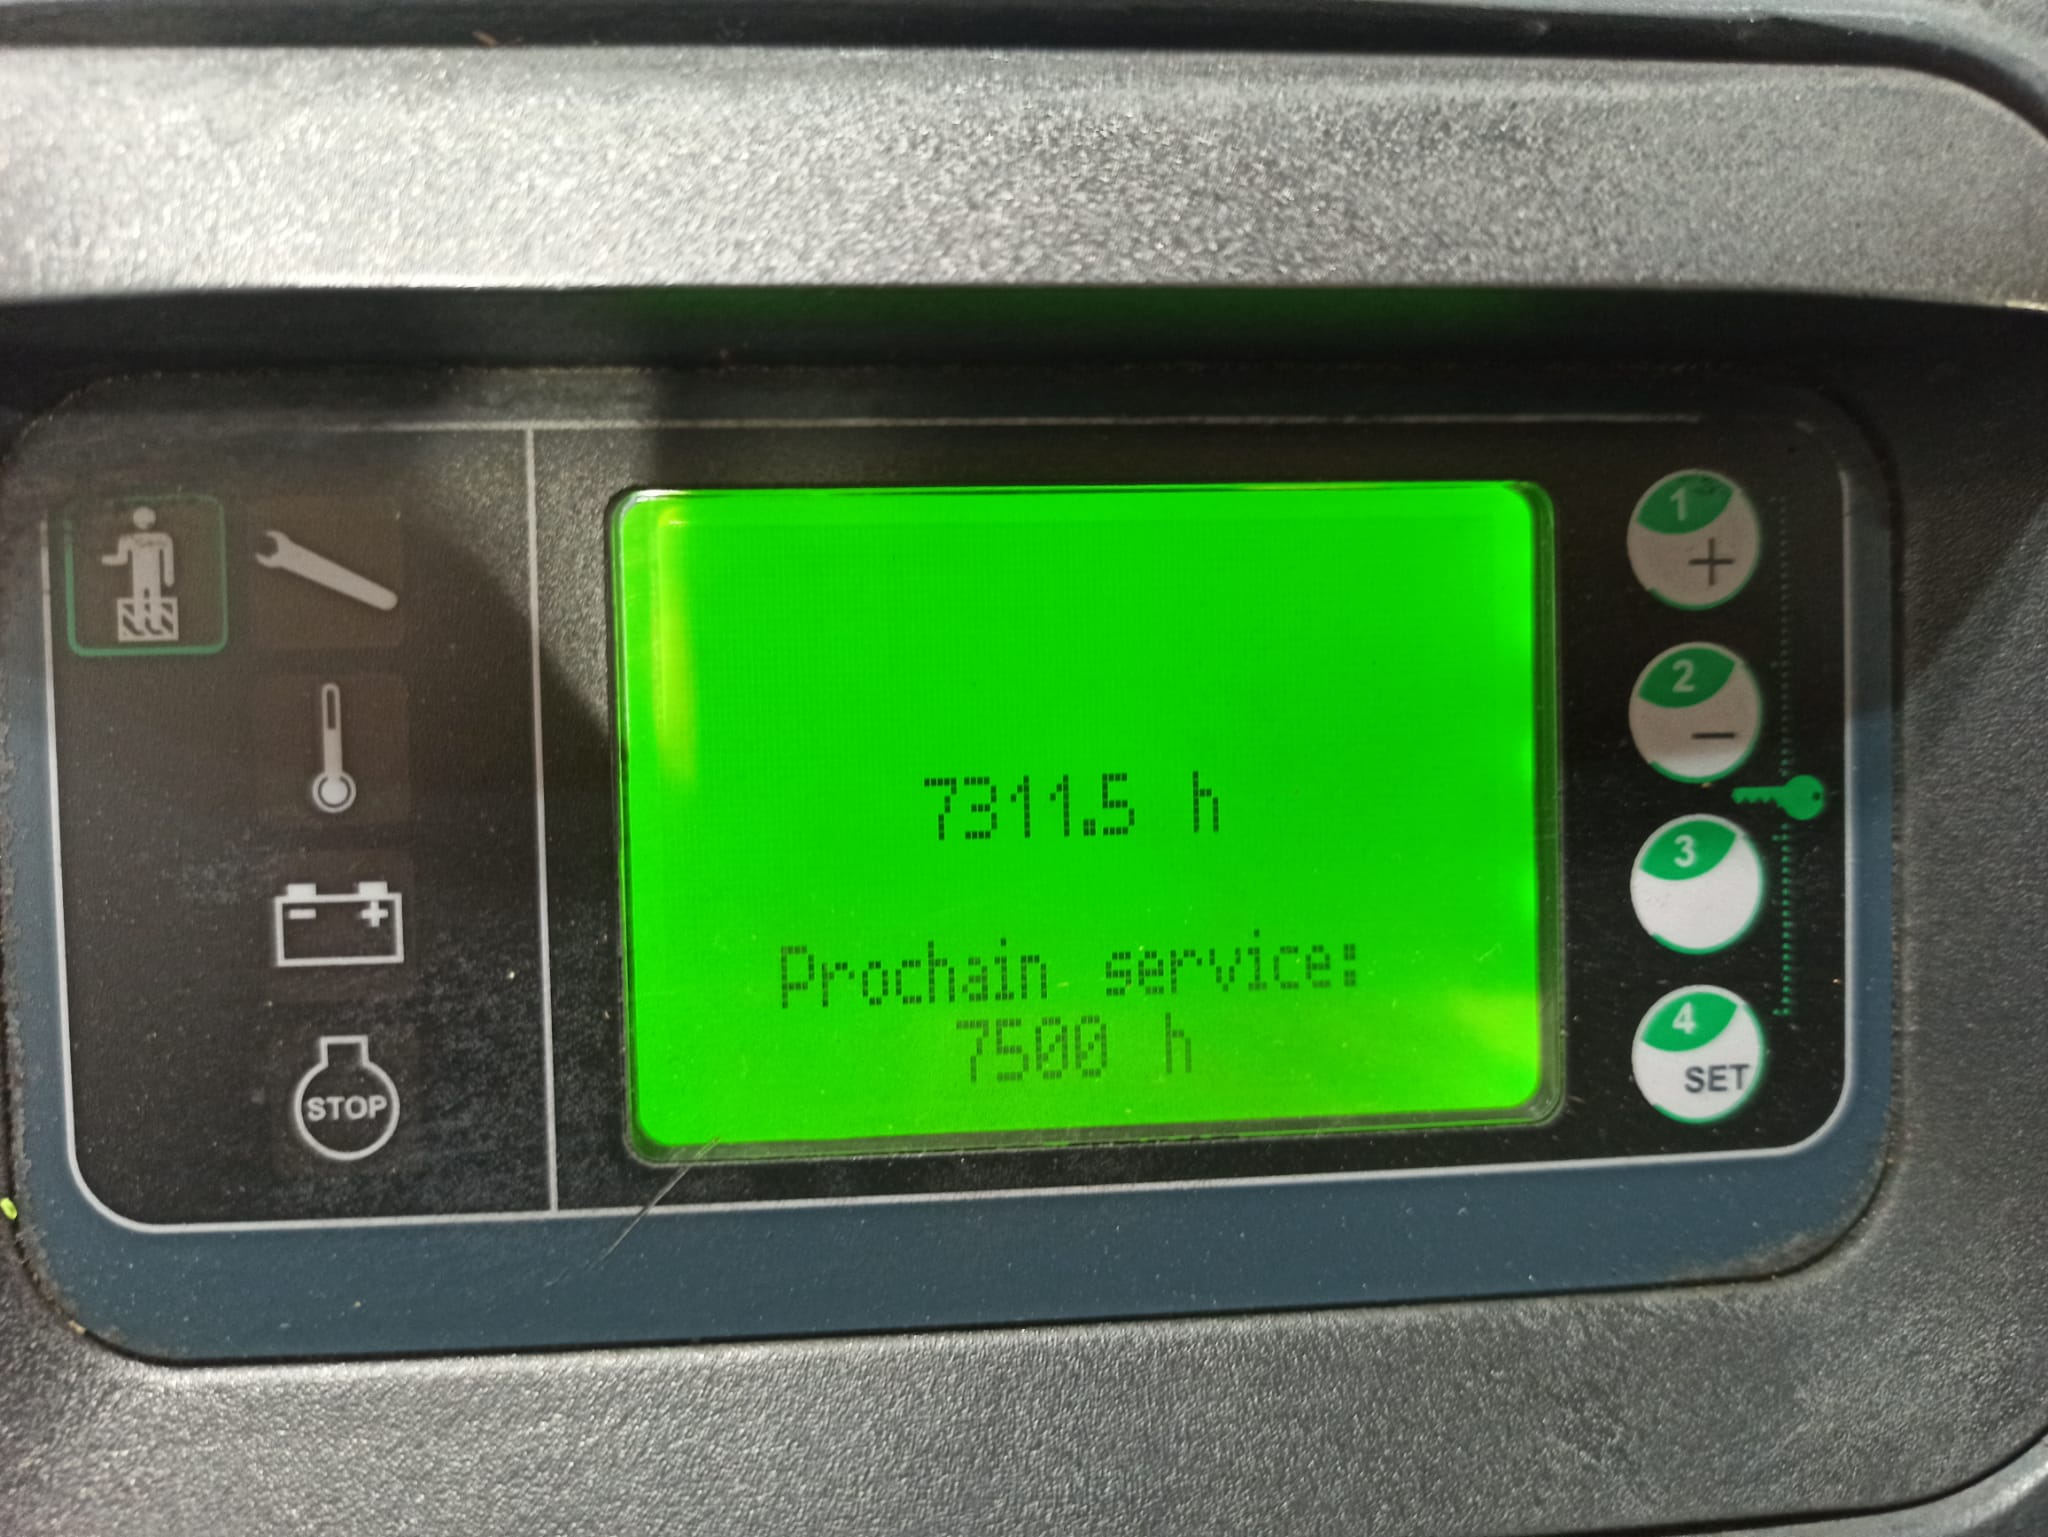 7311.5 h
Prochain service:
7500 h
1
+
2
−
3
4
SET
- +
STOP